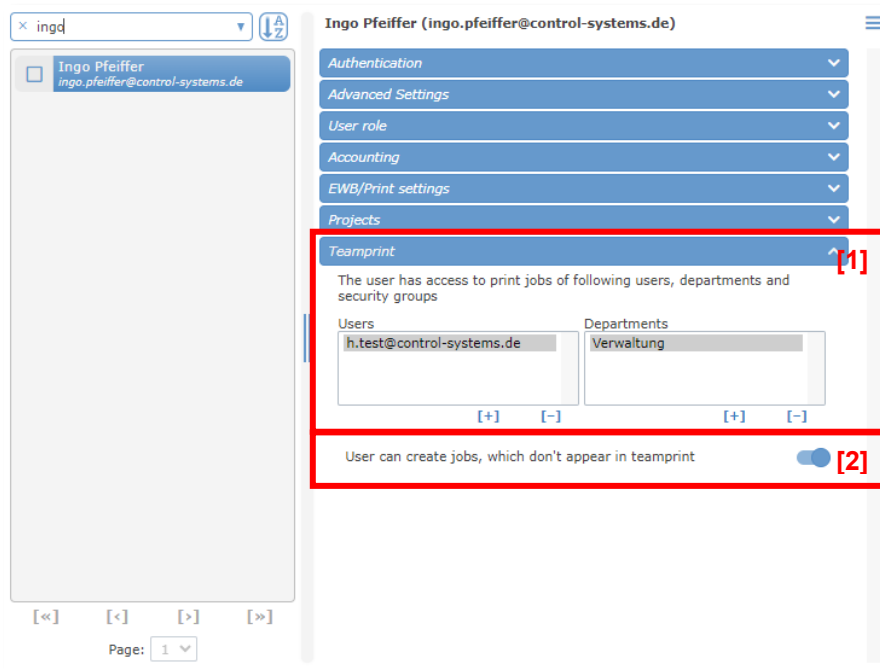 × ingo
A
Z
Ingo Pfeiffer
ingo.pfeiffer@control-systems.de
[«] [‹] [›] [»]
Page: 1
Ingo Pfeiffer (ingo.pfeiffer@control-systems.de)
Authentication
Advanced Settings
User role
Accounting
EWB/Print settings
Projects
Teamprint
[1]
The user has access to print jobs of following users, departments and
security groups
Users Departments
h.test@control-systems.de Verwaltung
[+] [-] [+] [-]
User can create jobs, which don't appear in teamprint
[2]